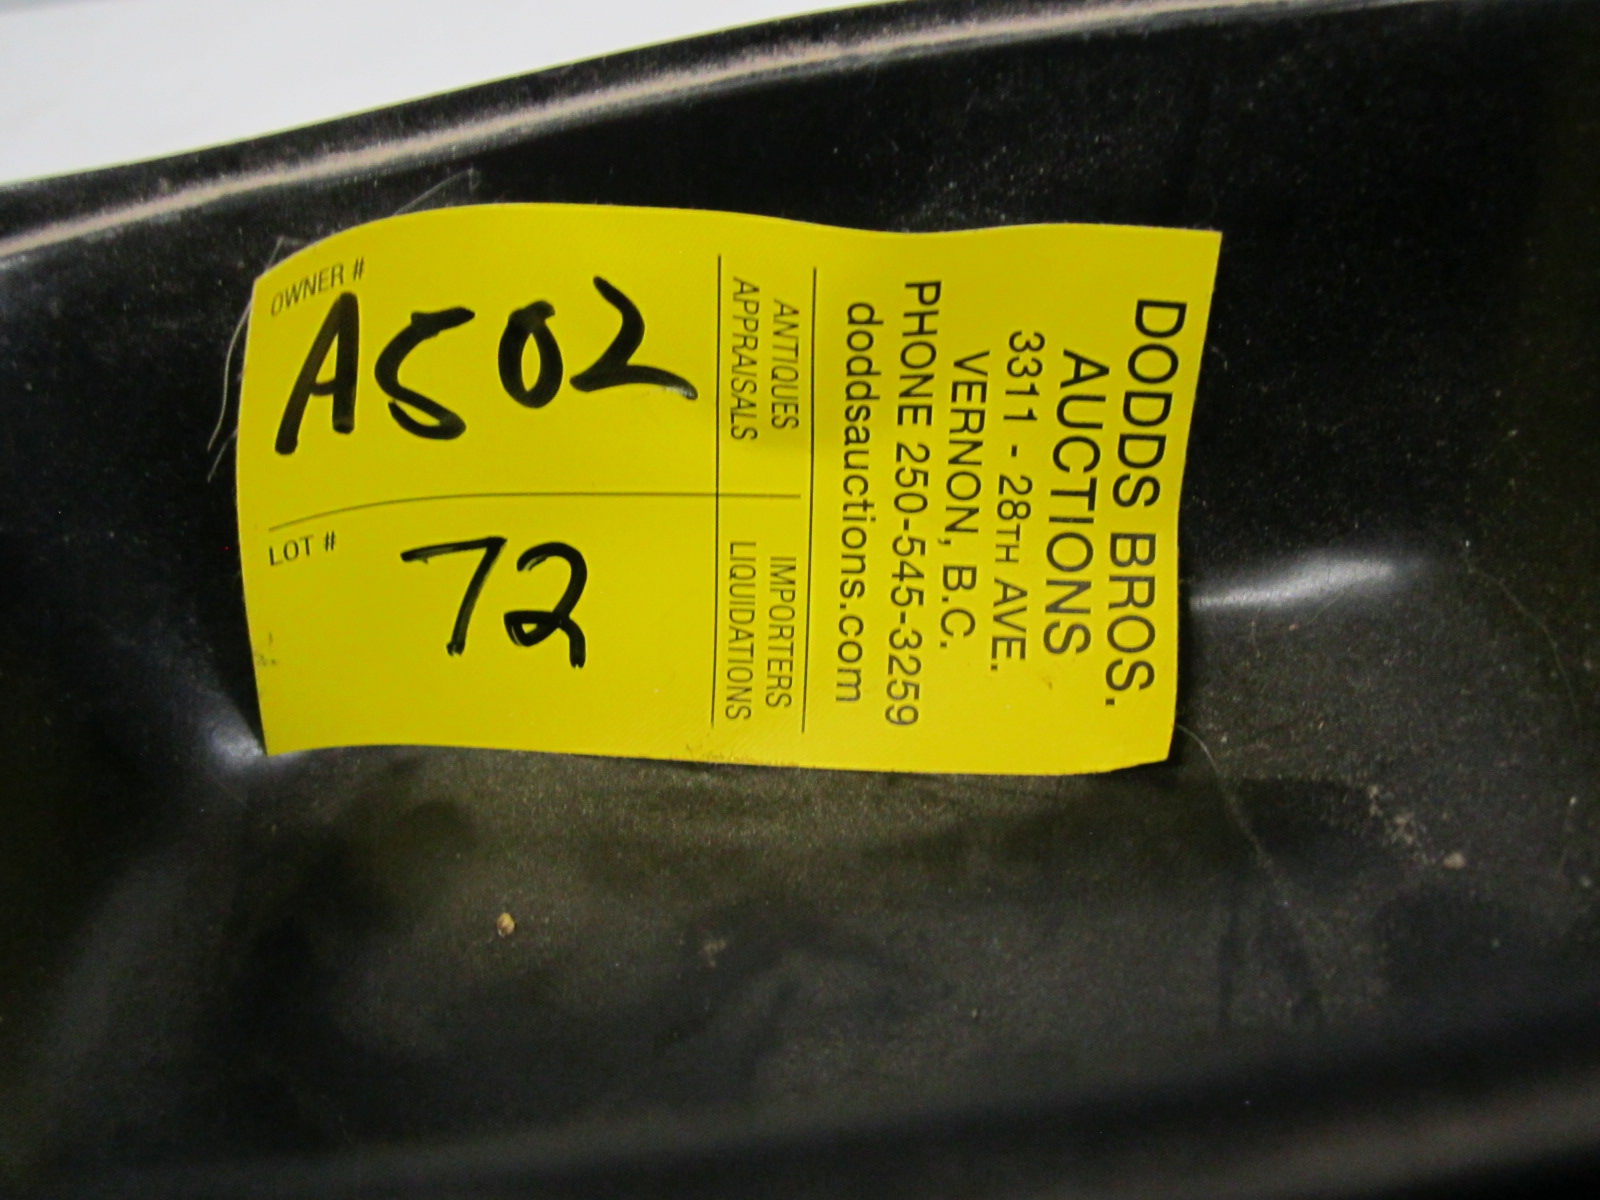 DODDS BROS.
AUCTIONS
3311 - 28TH AVE.
VERNON, B.C.
PHONE 250-545-3259
doddsauctions.com
ANTIQUES
APPRAISALS
IMPORTERS
LIQUIDATIONS
OWNER #
A502
LOT #
72